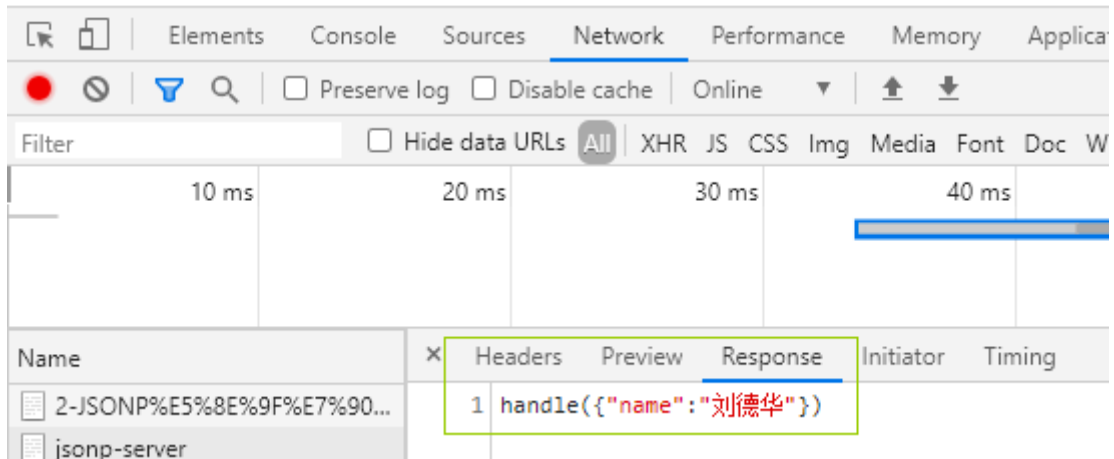 Elements Console Sources Network Performance Memory Applica
Preserve log Disable cache Online
Filter Hide data URLs All XHR JS CSS Img Media Font Doc W
10 ms 20 ms 30 ms 40 ms
Name × Headers Preview Response Initiator Timing
2-JSONP%E5%8E%9F%E7%90... 1 handle({"name":"刘德华"})
jsonp-server